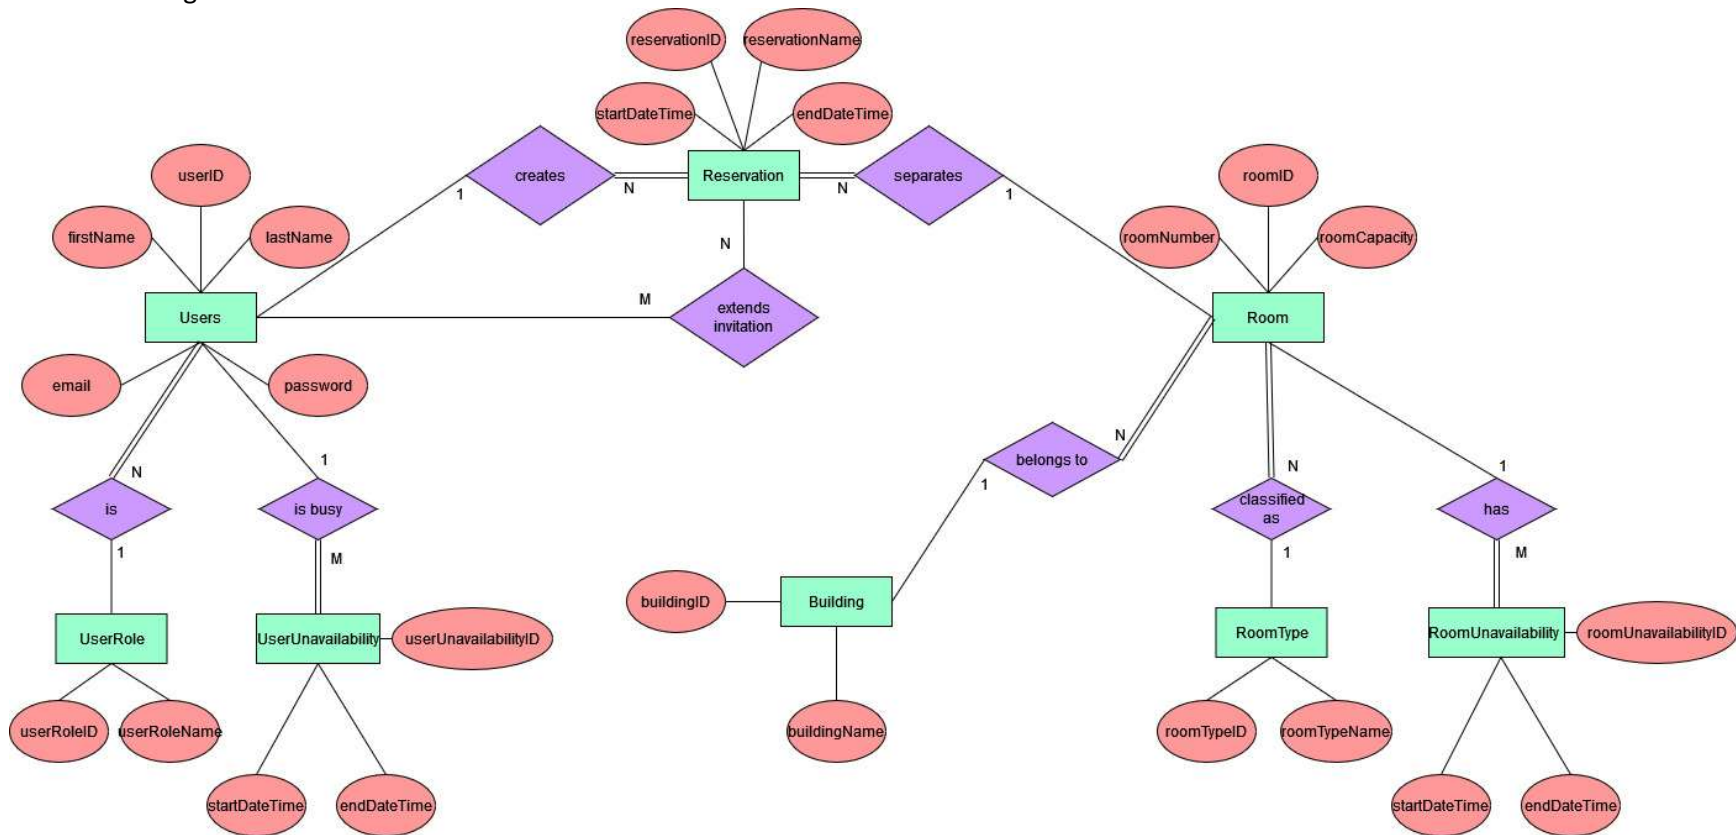 reservationID
reservationName
startDateTime
endDateTime
creates
Reservation
separates
1
N
N
1
userID
roomID
firstName
lastName
roomNumber
roomCapacity
N
M
Users
extends
invitation
Room
email
password
N
1
belongs to
1
N
N
1
is
is busy
classified
as
has
1
M
1
M
buildingID
Building
UserRole
UserUnavailability
userUnavailabilityID
RoomType
RoomUnavailability
roomUnavailabilityID
userRoleID
userRoleName
buildingName
roomTypeID
roomTypeName
startDateTime
endDateTime
startDateTime
endDateTime